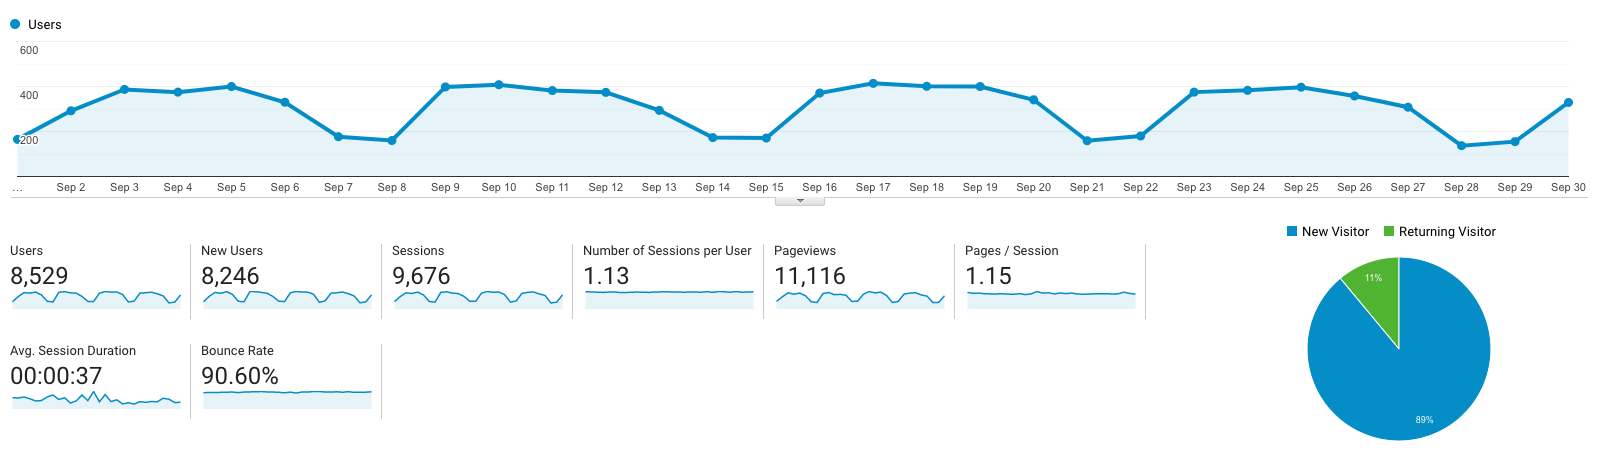 Users
600
400
200
... Sep 2 Sep 3 Sep 4 Sep 5 Sep 6 Sep 7 Sep 8 Sep 9 Sep 10 Sep 11 Sep 12 Sep 13 Sep 14 Sep 15 Sep 16 Sep 17 Sep 18 Sep 19 Sep 20 Sep 21 Sep 22 Sep 23 Sep 24 Sep 25 Sep 26 Sep 27 Sep 28 Sep 29 Sep 30
Users
8,529
New Users
8,246
Sessions
9,676
Number of Sessions per User
1.13
Pageviews
11,116
Pages / Session
1.15
Avg. Session Duration
00:00:37
Bounce Rate
90.60%
New Visitor Returning Visitor
11%
89%